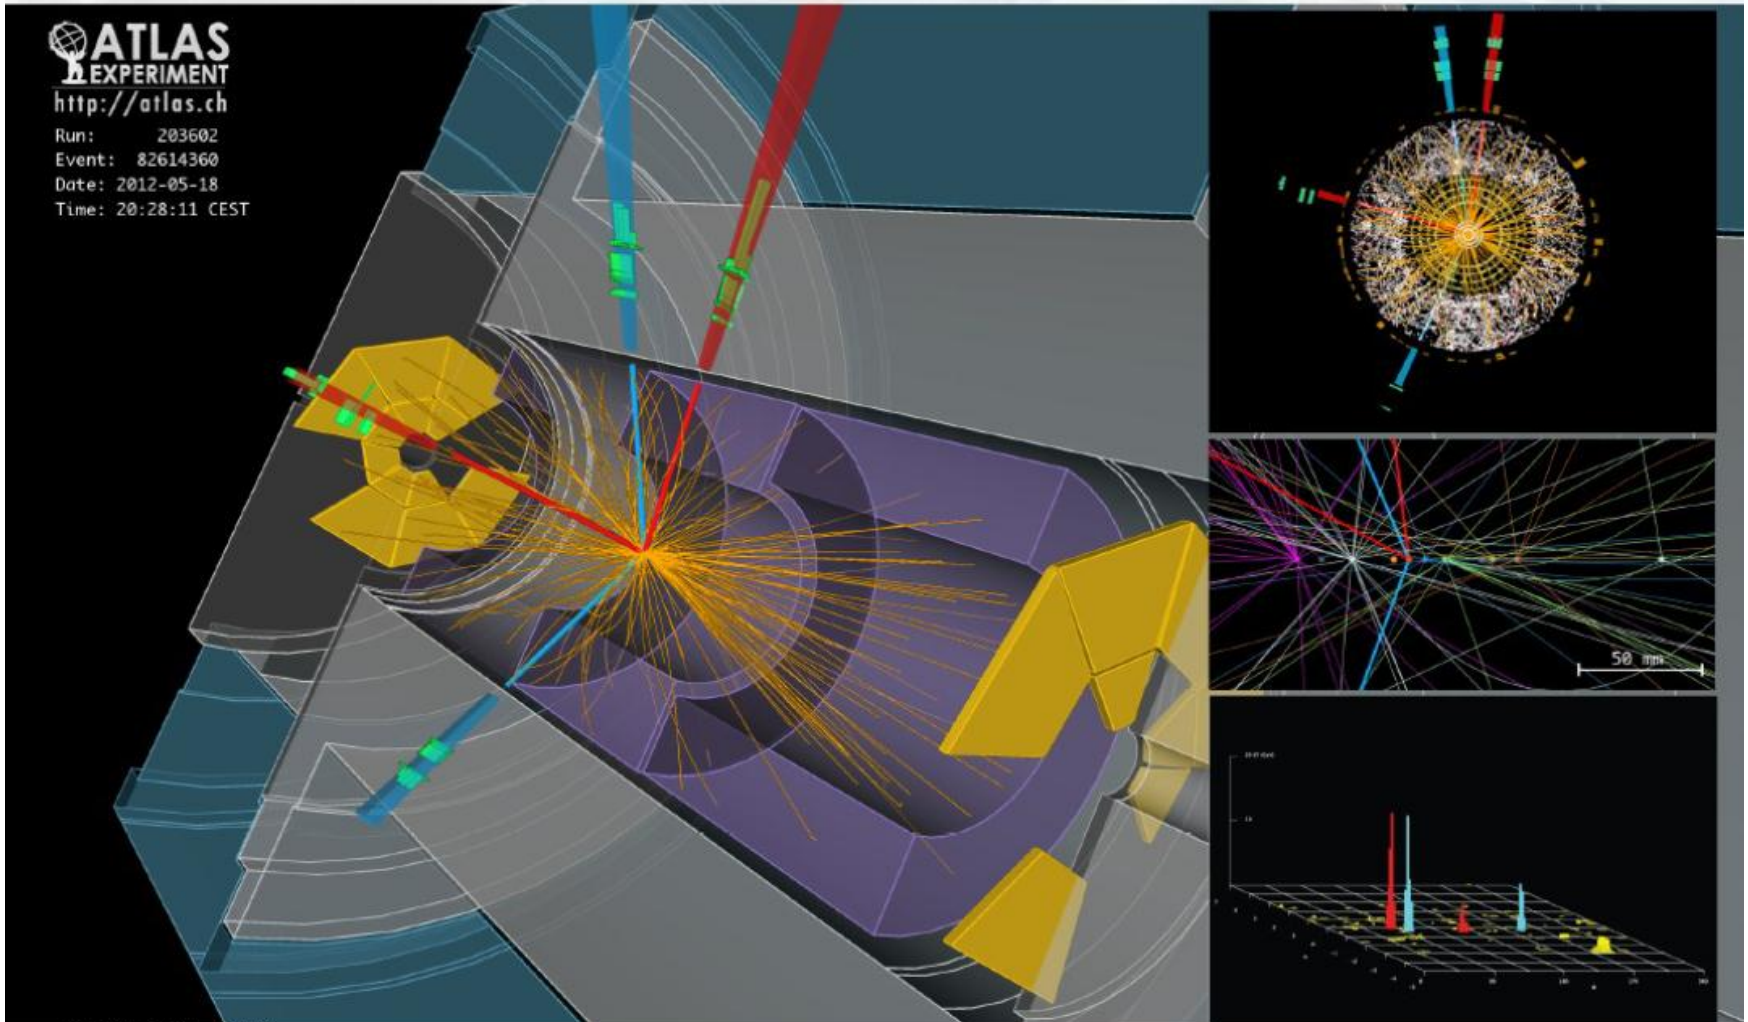 ATLAS
EXPERIMENT
http://atlas.ch
Run: 203602
Event: 82614360
Date: 2012-05-18
Time: 20:28:11 CEST
50 mm